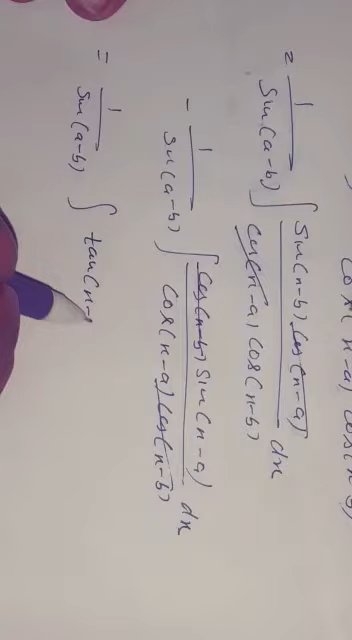 cos(x-a) cos(x-b)
= 1/sin(a-b) ∫ sin(x-b) cos(x-a) / cos(x-a) cos(x-b) dx
- 1/sin(a-b) ∫ cos(x-b) sin(x-a) / cos(x-a) cos(x-b) dx
= 1/sin(a-b) ∫ tan(x-